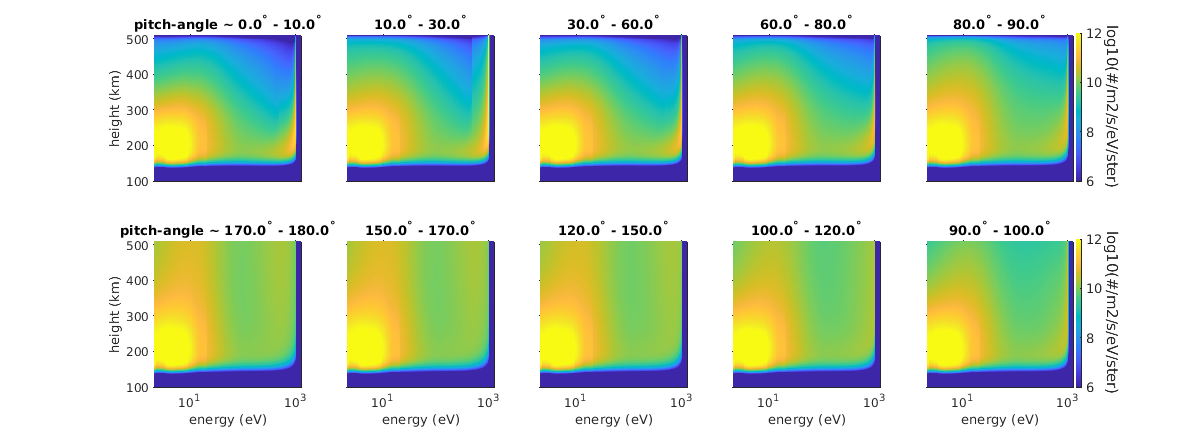 pitch-angle ~ 0.0° - 10.0°
10.0° - 30.0°
30.0° - 60.0°
60.0° - 80.0°
80.0° - 90.0°
500
400
300
200
100
height (km)
12
10
8
6
log10(#/m2/s/eV/ster)
pitch-angle ~ 170.0° - 180.0°
150.0° - 170.0°
120.0° - 150.0°
100.0° - 120.0°
90.0° - 100.0°
500
400
300
200
100
height (km)
12
10
8
6
log10(#/m2/s/eV/ster)
10¹ 10³
10¹ 10³
10¹ 10³
10¹ 10³
10¹ 10³
energy (eV)
energy (eV)
energy (eV)
energy (eV)
energy (eV)